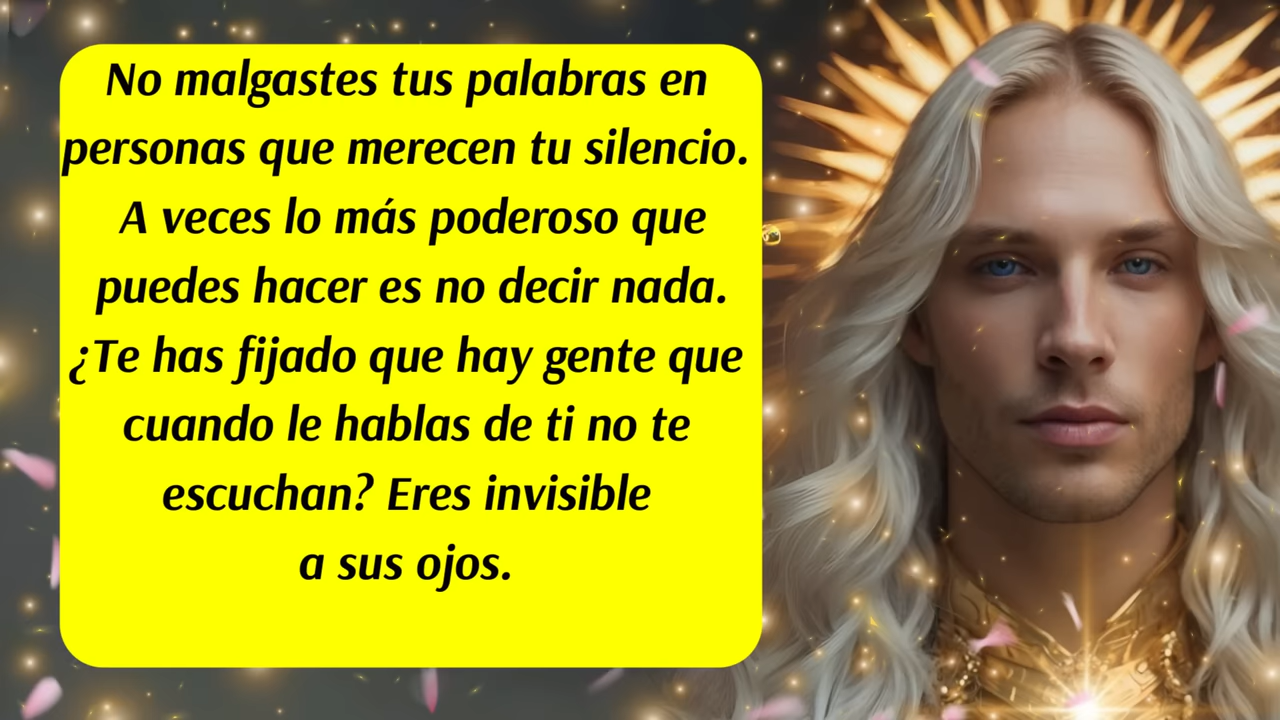 No malgastes tus palabras en
personas que merecen tu silencio.
A veces lo más poderoso que
puedes hacer es no decir nada.
¿Te has fijado que hay gente que
cuando le hablas de ti no te
escuchan? Eres invisible
a sus ojos.